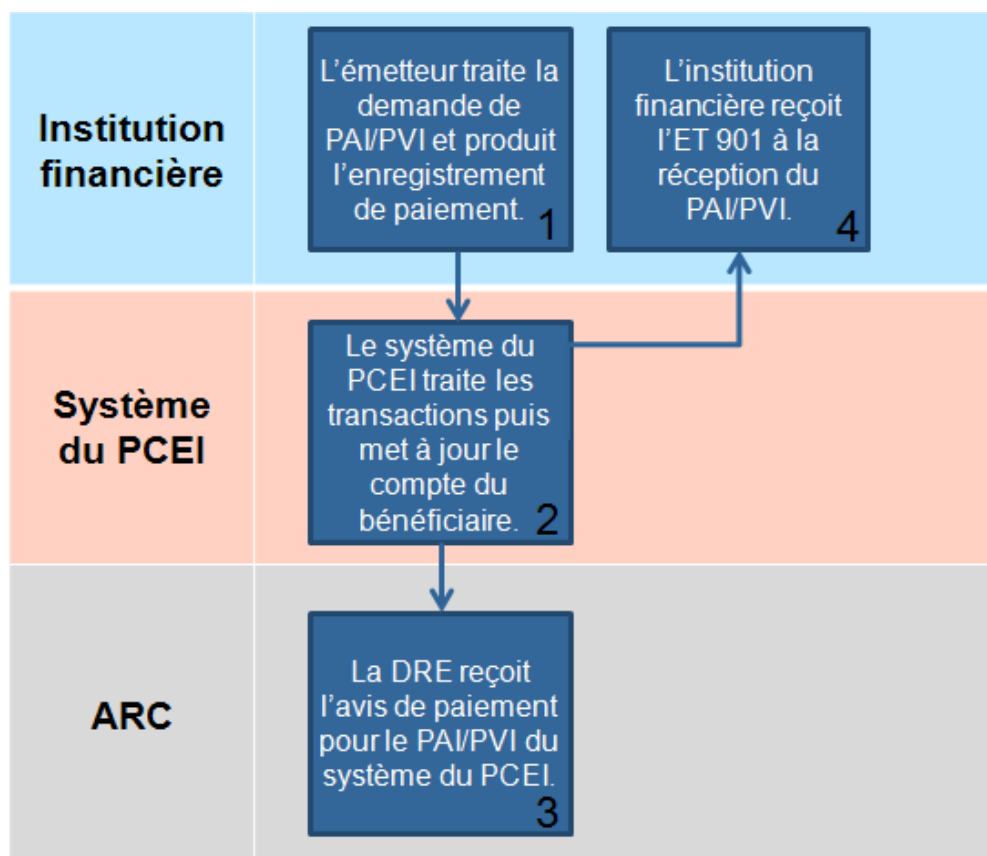 Institution
financière
L’émetteur traite la
demande de
PAI/PVI et produit
l’enregistrement
de paiement.
1
L’institution
financière reçoit
l’ET 901 à la
réception du
PAI/PVI.
4
Système
du PCEI
Le système du
PCEI traite les
transactions puis
met à jour le
compte du
bénéficiaire.
2
ARC
La DRE reçoit
l’avis de paiement
pour le PAI/PVI du
système du PCEI.
3